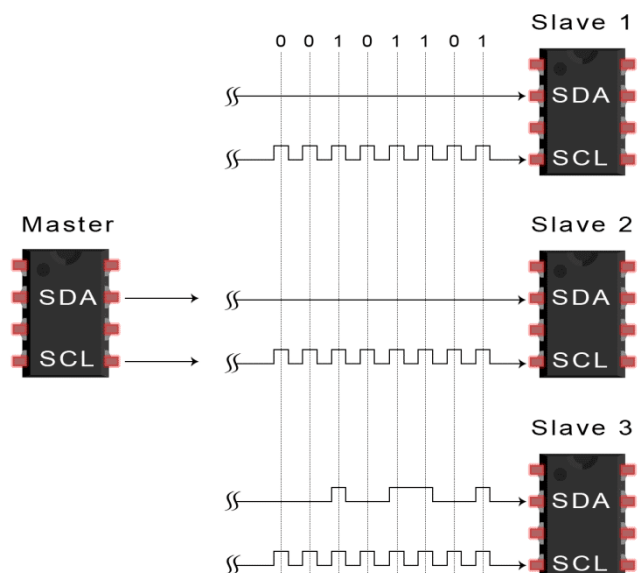 Slave 1
0 0 1 0 1 1 0 1
SDA
SCL
Master
SDA
SCL
Slave 2
SDA
SCL
Slave 3
SDA
SCL